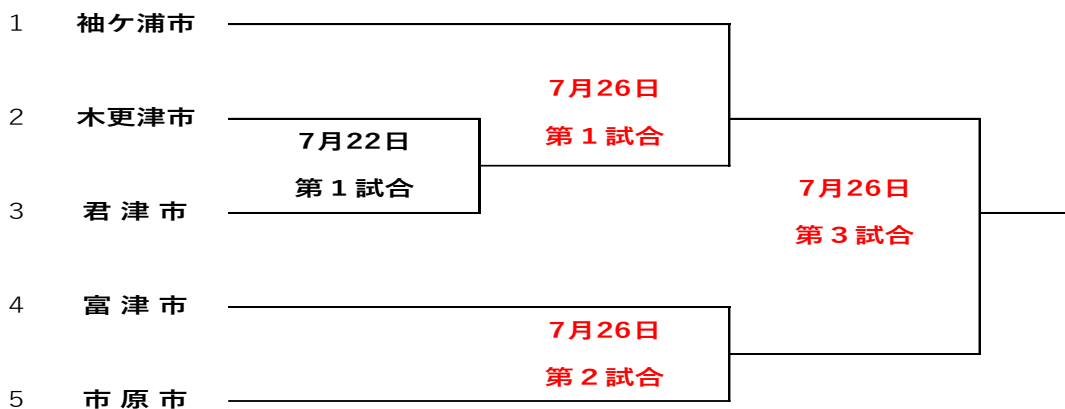 1 袖ケ浦市
7月26日
2 木更津市
第1試合
7月22日
第1試合
7月26日
3 君津市
第3試合
4 富津市
7月26日
第2試合
5 市原市